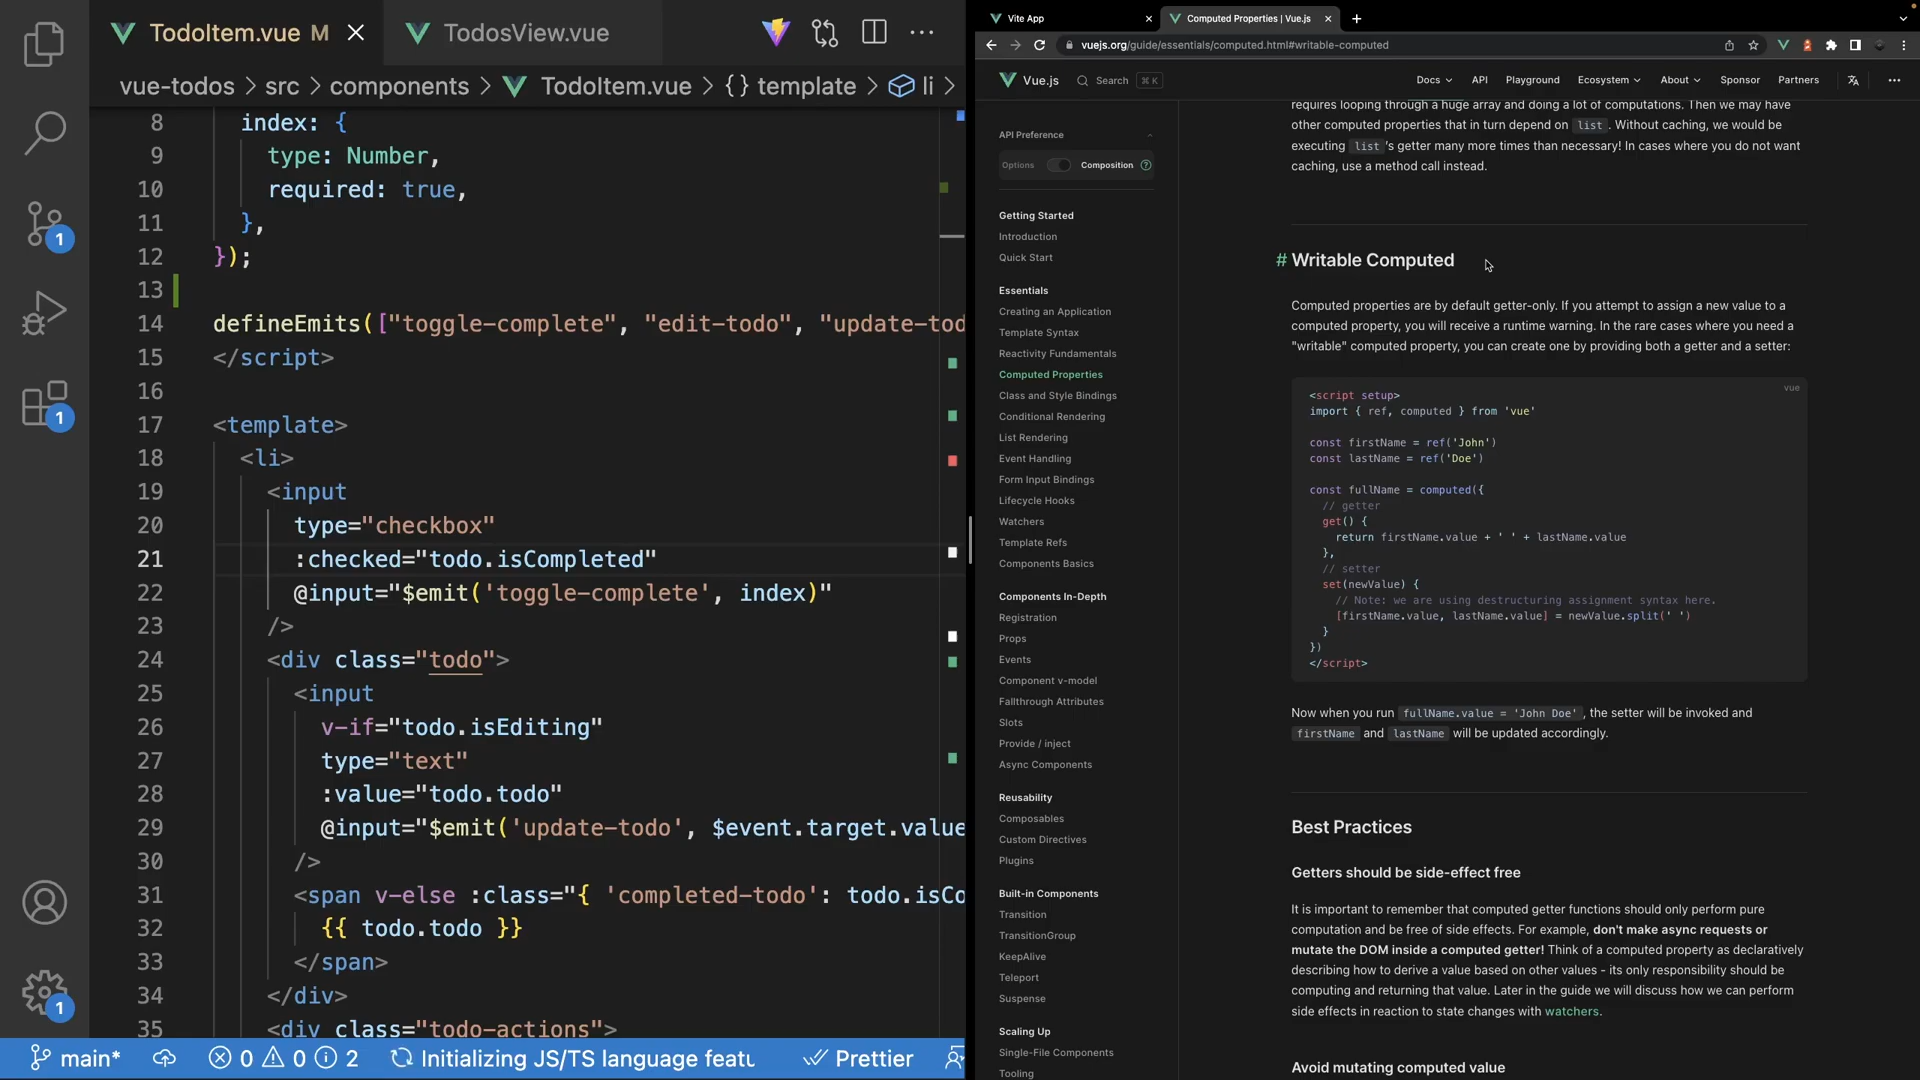 TodoItem.vue M
TodosView.vue
vue-todos > src > components > TodoItem.vue > {} template > li >
8 index: {
9 type: Number,
10 required: true,
11 },
12 });
13
14 defineEmits(["toggle-complete", "edit-todo", "update-tod
15 </script>
16
17 <template>
18 <li>
19 <input
20 type="checkbox"
21 :checked="todo.isCompleted"
22 @input="$emit('toggle-complete', index)"
23 />
24 <div class="todo">
25 <input
26 v-if="todo.isEditing"
27 type="text"
28 :value="todo.todo"
29 @input="$emit('update-todo', $event.target.value
30 />
31 <span v-else :class="{ 'completed-todo': todo.isCo
32 {{ todo.todo }}
33 </span>
34 </div>
35 <div class="todo-actions">
1
1
1
main* 0 0 2 Initializing JS/TS language featu Prettier
Vite App
Computed Properties | Vue.js
vuejs.org/guide/essentials/computed.html#writable-computed
Vue.js Search ⌘ K Docs API Playground Ecosystem About Sponsor Partners
API Preference
Options Composition ?
Getting Started
Introduction
Quick Start
Essentials
Creating an Application
Template Syntax
Reactivity Fundamentals
Computed Properties
Class and Style Bindings
Conditional Rendering
List Rendering
Event Handling
Form Input Bindings
Lifecycle Hooks
Watchers
Template Refs
Components Basics
Components In-Depth
Registration
Props
Events
Component v-model
Fallthrough Attributes
Slots
Provide / inject
Async Components
Reusability
Composables
Custom Directives
Plugins
Built-in Components
Transition
TransitionGroup
KeepAlive
Teleport
Suspense
Scaling Up
Single-File Components
Tooling
requires looping through a huge array and doing a lot of computations. Then we may have
other computed properties that in turn depend on list. Without caching, we would be
executing list's getter many more times than necessary! In cases where you do not want
caching, use a method call instead.
# Writable Computed
Computed properties are by default getter-only. If you attempt to assign a new value to a
computed property, you will receive a runtime warning. In the rare cases where you need a
"writable" computed property, you can create one by providing both a getter and a setter:
vue
<script setup>
import { ref, computed } from 'vue'
const firstName = ref('John')
const lastName = ref('Doe')
const fullName = computed({
// getter
get() {
return firstName.value + ' ' + lastName.value
},
// setter
set(newValue) {
// Note: we are using destructuring assignment syntax here.
[firstName.value, lastName.value] = newValue.split(' ')
}
})
</script>
Now when you run fullName.value = 'John Doe', the setter will be invoked and
firstName and lastName will be updated accordingly.
Best Practices
Getters should be side-effect free
It is important to remember that computed getter functions should only perform pure
computation and be free of side effects. For example, don't make async requests or
mutate the DOM inside a computed getter! Think of a computed property as declaratively
describing how to derive a value based on other values - its only responsibility should be
computing and returning that value. Later in the guide we will discuss how we can perform
side effects in reaction to state changes with watchers.
Avoid mutating computed value